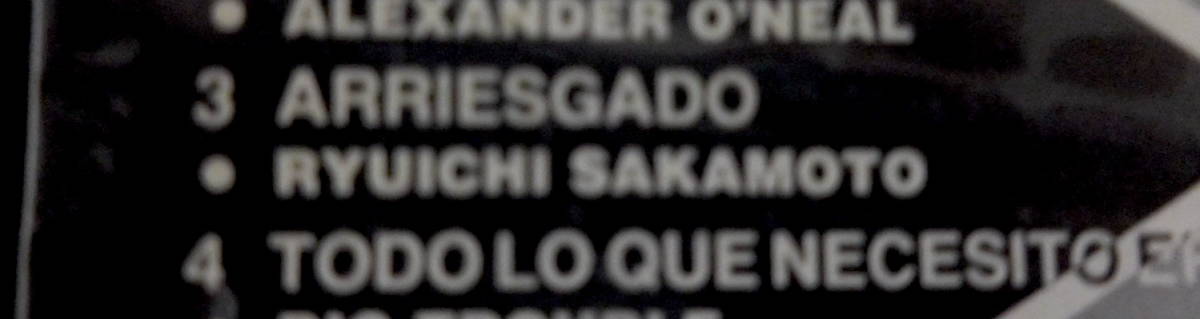 • ALEXANDER O'NEAL
3 ARRIESGADO
• RYUICHI SAKAMOTO
4 TODO LO QUE NECESITO